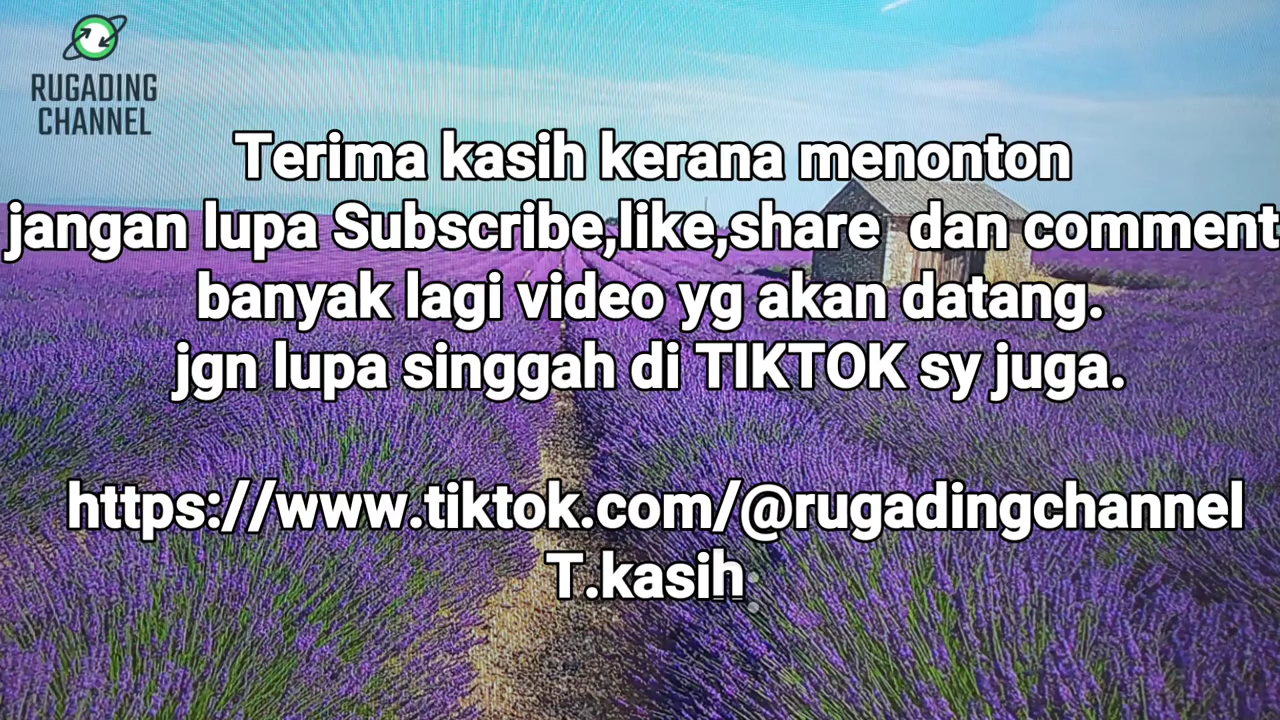 RUGADING
CHANNEL
Terima kasih kerana menonton
jangan lupa Subscribe,like,share dan comment
banyak lagi video yg akan datang.
jgn lupa singgah di TIKTOK sy juga.
https://www.tiktok.com/@rugadingchannel
T.kasih